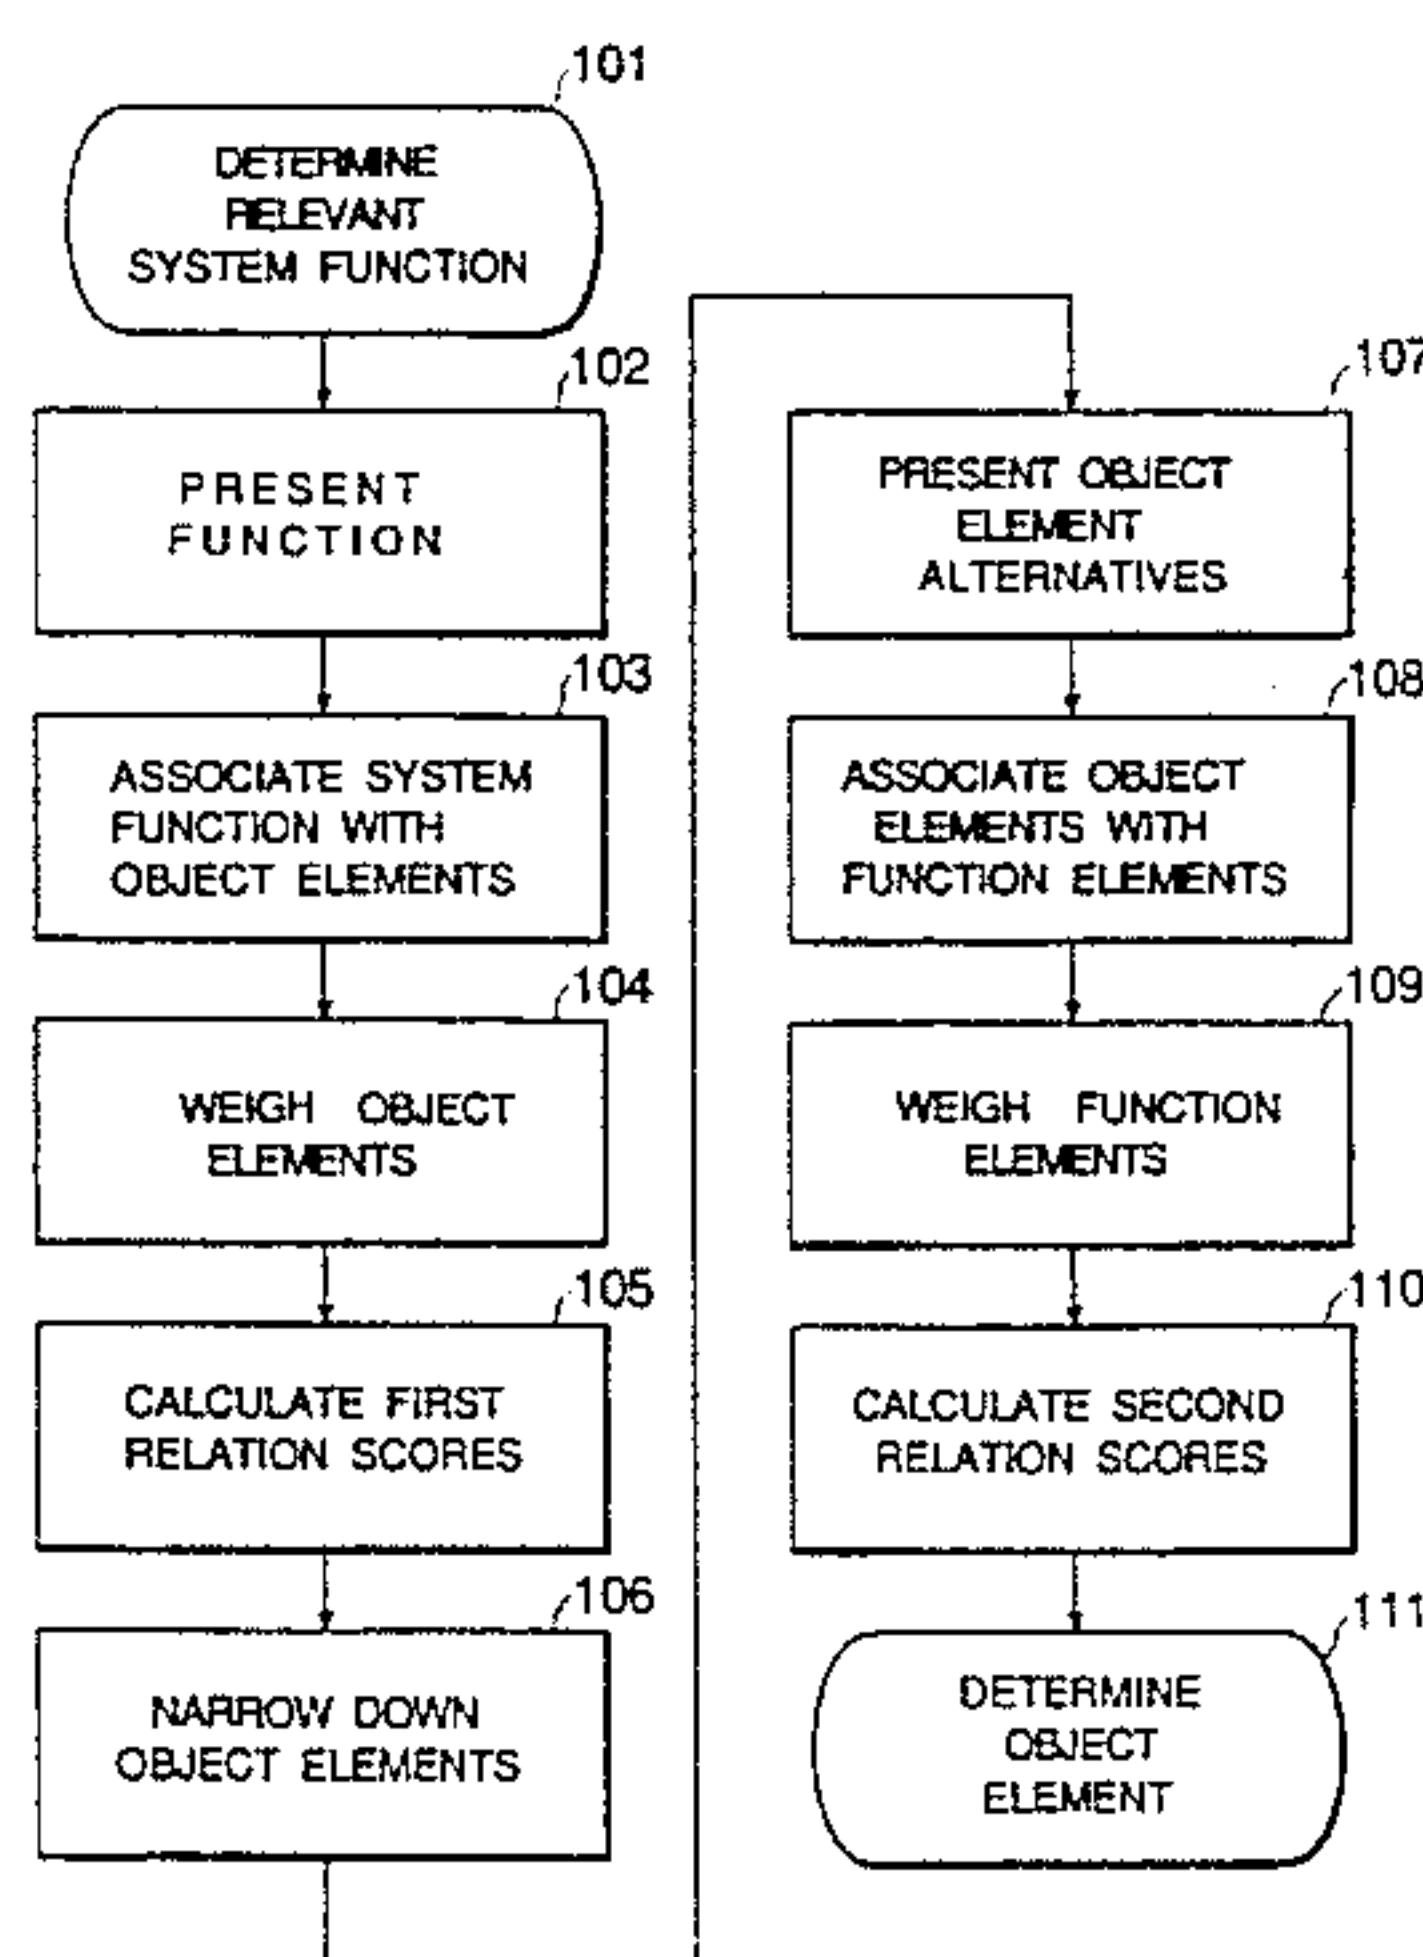 101
DETERMINE
RELEVANT
SYSTEM FUNCTION
102
PRESENT
FUNCTION
103
ASSOCIATE SYSTEM
FUNCTION WITH
OBJECT ELEMENTS
104
WEIGH OBJECT
ELEMENTS
105
CALCULATE FIRST
RELATION SCORES
106
NARROW DOWN
OBJECT ELEMENTS
107
PRESENT OBJECT
ELEMENT
ALTERNATIVES
108
ASSOCIATE OBJECT
ELEMENTS WITH
FUNCTION ELEMENTS
109
WEIGH FUNCTION
ELEMENTS
110
CALCULATE SECOND
RELATION SCORES
111
DETERMINE
OBJECT
ELEMENT